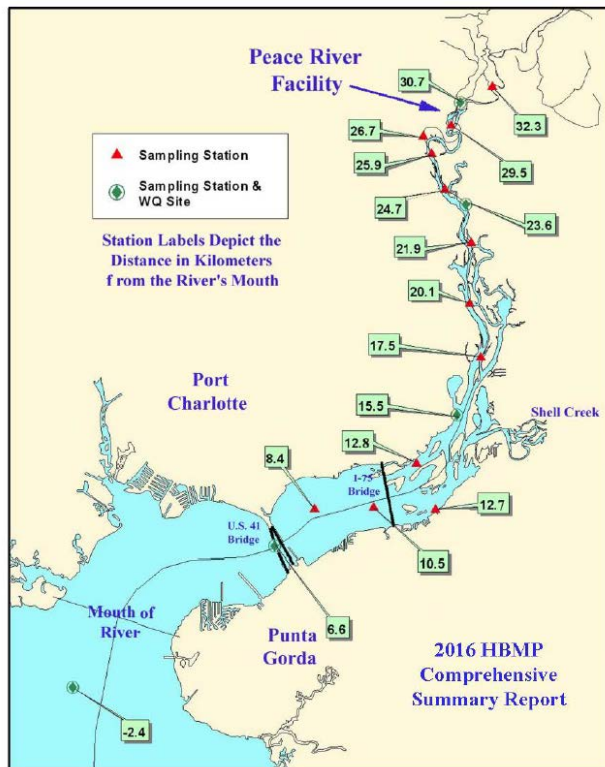 Peace River
Facility
30.7
32.3
26.7
29.5
25.9
24.7
23.6
21.9
20.1
17.5
15.5
12.8
8.4
12.7
10.5
6.6
-2.4
Sampling Station
Sampling Station &
WQ Site
Station Labels Depict the
Distance in Kilometers
f rom the River's Mouth
Port
Charlotte
Shell Creek
I-75
Bridge
U.S. 41
Bridge
Mouth of
River
Punta
Gorda
2016 HBMP
Comprehensive
Summary Report